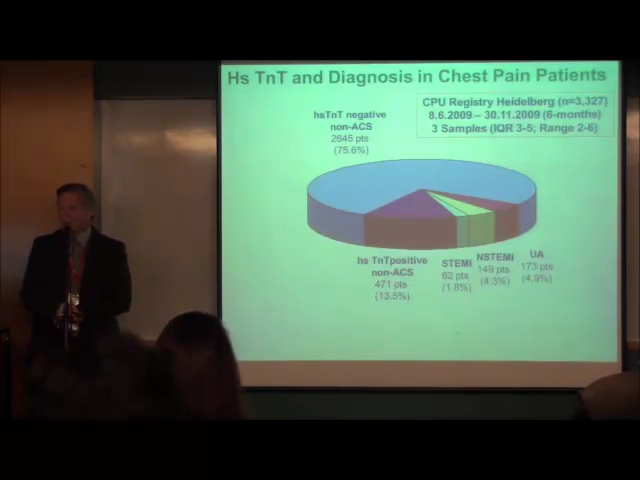 Hs TnT and Diagnosis in Chest Pain Patients
CPU Registry Heidelberg (n=3,327)
8.6.2009 – 30.11.2009 (6-months)
3 Samples (IQR 3-5; Range 2-6)
hsTnT negative
non-ACS
2645 pts
(75.6%)
hs TnTpositive
non-ACS
471 pts
(13.5%)
STEMI
62 pts
(1.8%)
NSTEMI
149 pts
(4.3%)
UA
173 pts
(4.9%)